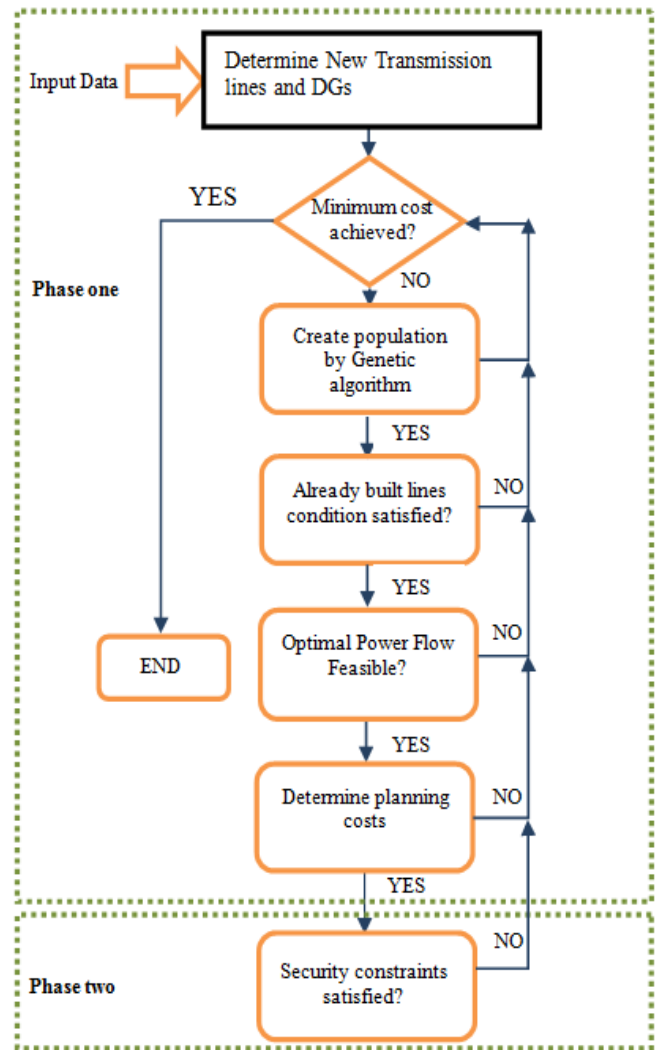 Determine New Transmission
lines and DGs
Input Data
YES
Minimum cost
achieved?
NO
Phase one
Create population
by Genetic
algorithm
YES
Already built lines
condition satisfied?
NO
YES
Optimal Power Flow
Feasible?
NO
END
YES
Determine planning
costs
NO
YES
Security constraints
satisfied?
NO
Phase two